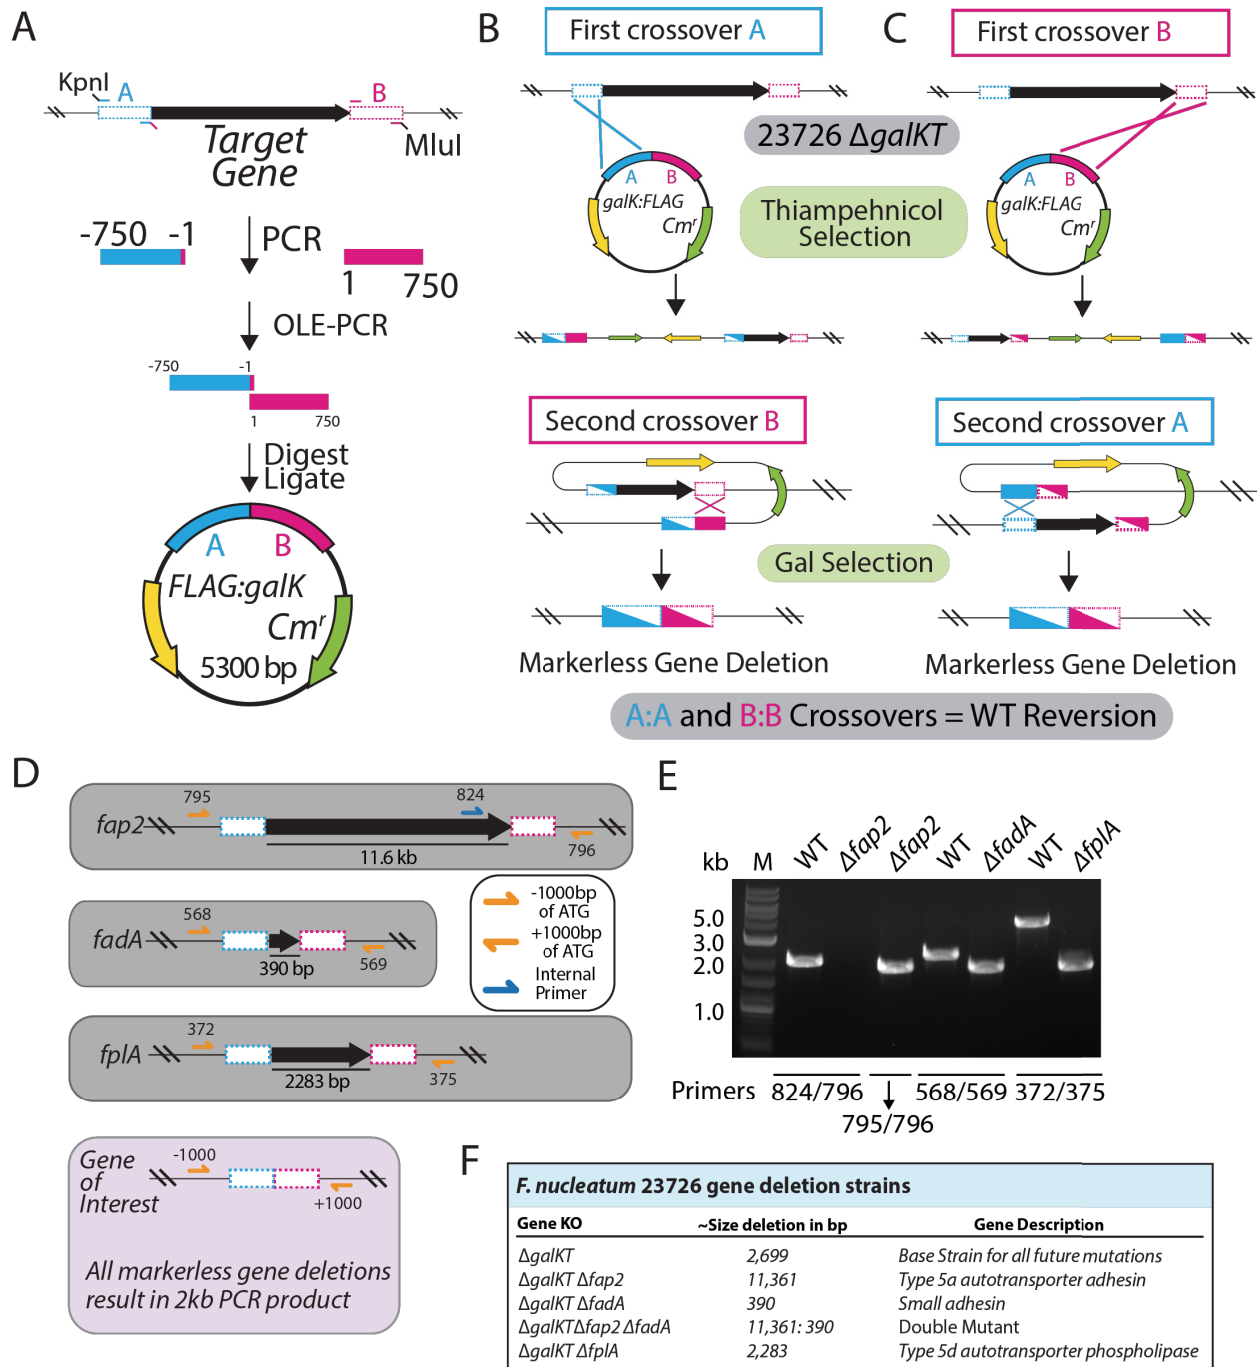 A
KpnI
A
B
Target
Gene
MluI
-750 -1
PCR
1 750
OLE-PCR
-750 -1
1 750
Digest
Ligate
A B
FLAG:galK
Cmʳ
5300 bp
B
First crossover A
C
First crossover B
23726 ΔgalKT
A B
galK:FLAG
Cmʳ
A B
galK:FLAG
Cmʳ
Thiampehnicol
Selection
Second crossover B
Second crossover A
Gal Selection
Markerless Gene Deletion
Markerless Gene Deletion
A:A and B:B Crossovers = WT Reversion
D
795
824
fap2
11.6 kb
796
568
fadA
390 bp
569
372
fplA
2283 bp
375
-1000bp
of ATG
+1000bp
of ATG
Internal
Primer
Gene
of
Interest
-1000
+1000
All markerless gene deletions
result in 2kb PCR product
E
kb M WT Δfap2 Δfap2 WT ΔfadA WT ΔfplA
5.0
3.0
2.0
1.0
Primers 824/796 568/569 372/375
795/796
F
F. nucleatum 23726 gene deletion strains
Gene KO ~Size deletion in bp Gene Description
ΔgalKT 2,699 Base Strain for all future mutations
ΔgalKT Δfap2 11,361 Type 5a autotransporter adhesin
ΔgalKT ΔfadA 390 Small adhesin
ΔgalKTΔfap2 ΔfadA 11,361: 390 Double Mutant
ΔgalKT ΔfplA 2,283 Type 5d autotransporter phospholipase